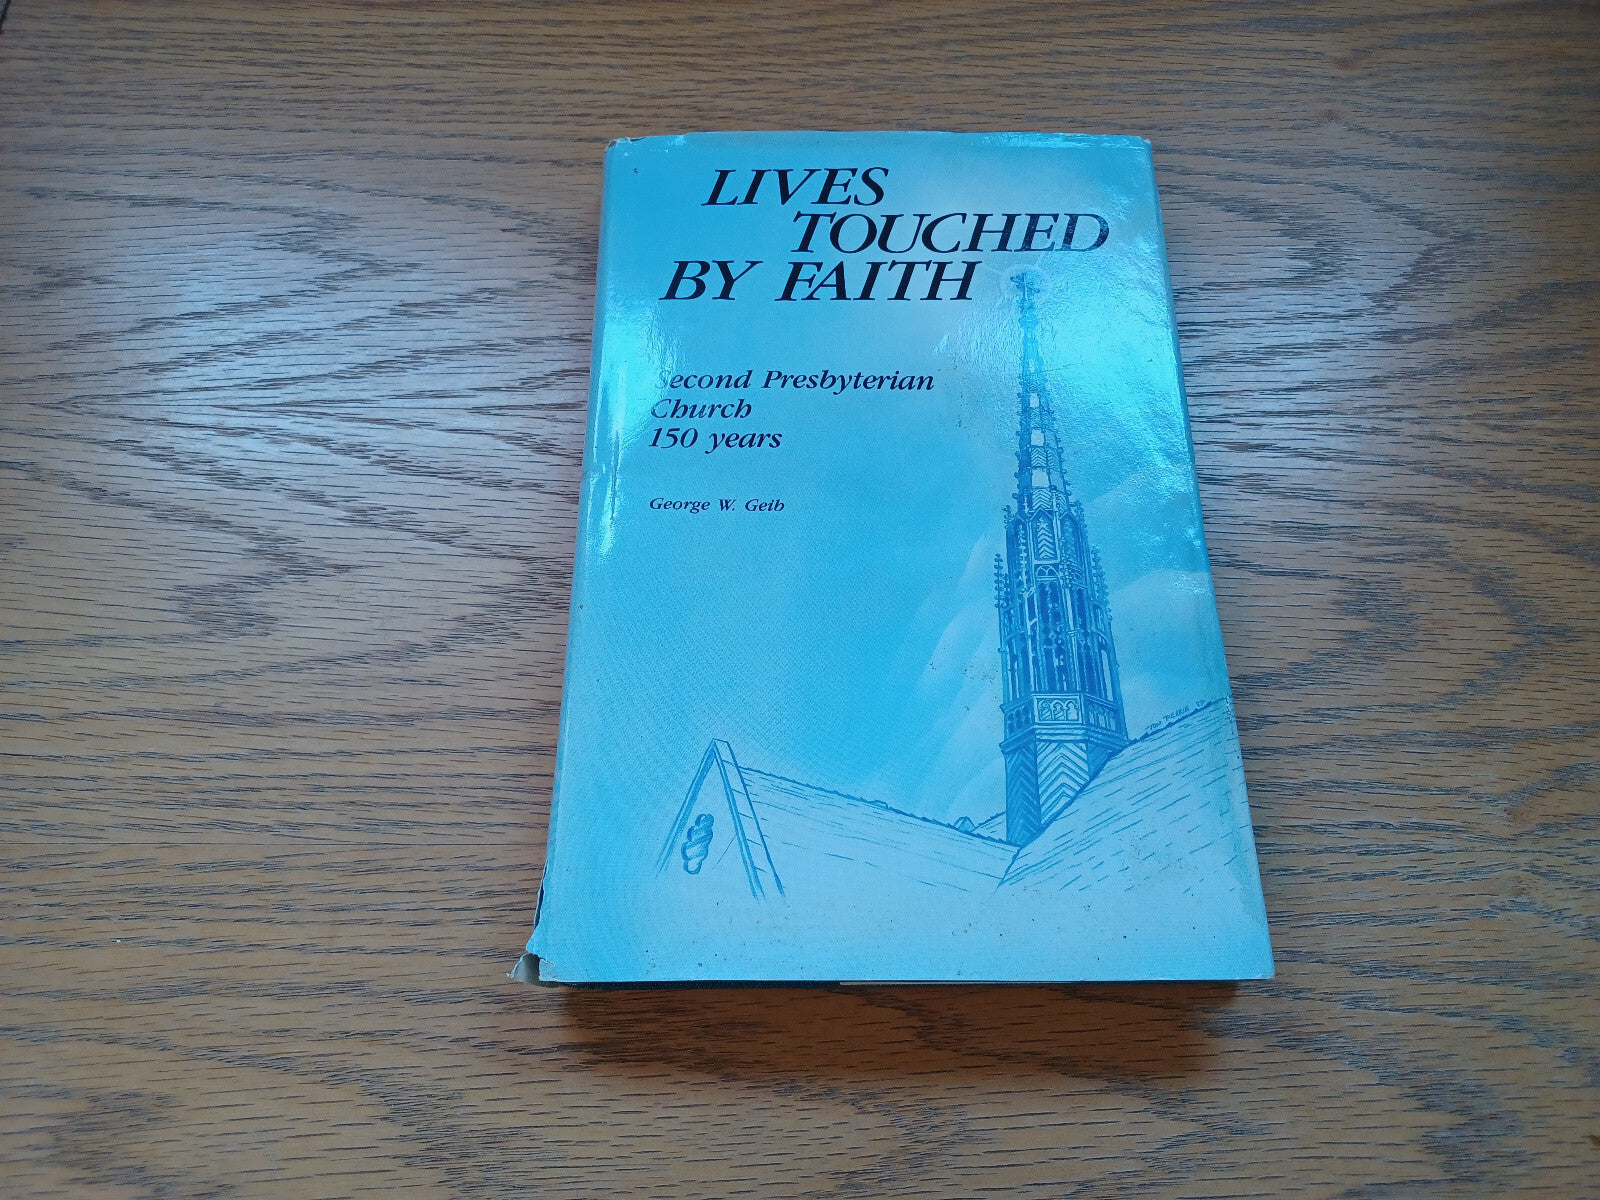 LIVES
TOUCHED
BY FAITH
Second Presbyterian
Church
150 years
George W. Geib